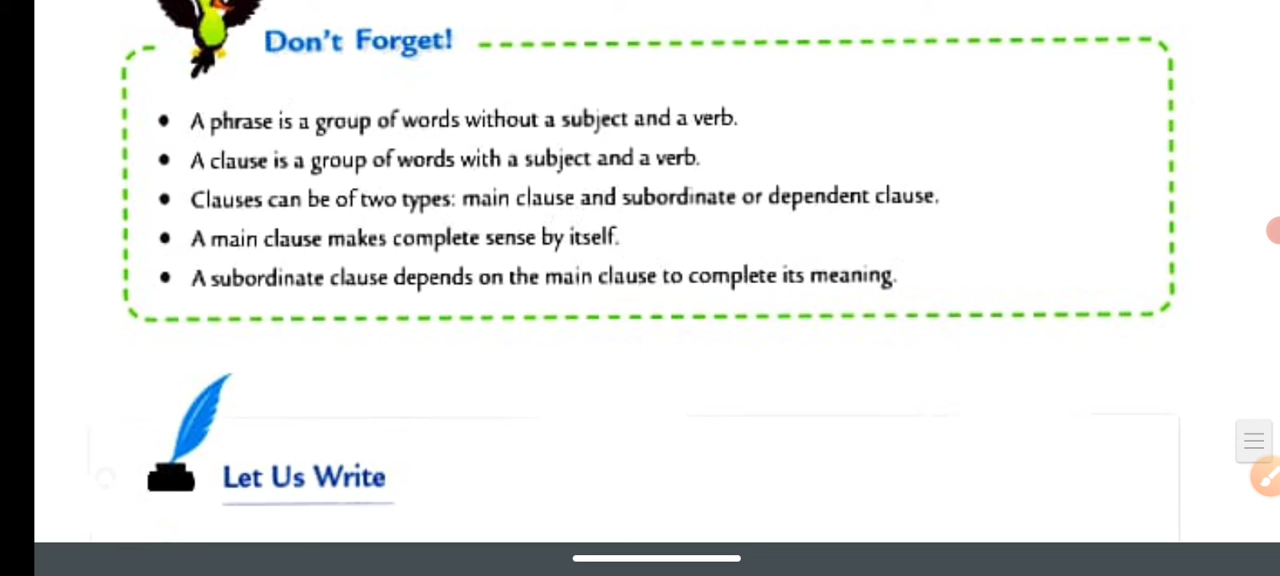 Don't Forget!
• A phrase is a group of words without a subject and a verb.
• A clause is a group of words with a subject and a verb.
• Clauses can be of two types: main clause and subordinate or dependent clause.
• A main clause makes complete sense by itself.
• A subordinate clause depends on the main clause to complete its meaning.
Let Us Write